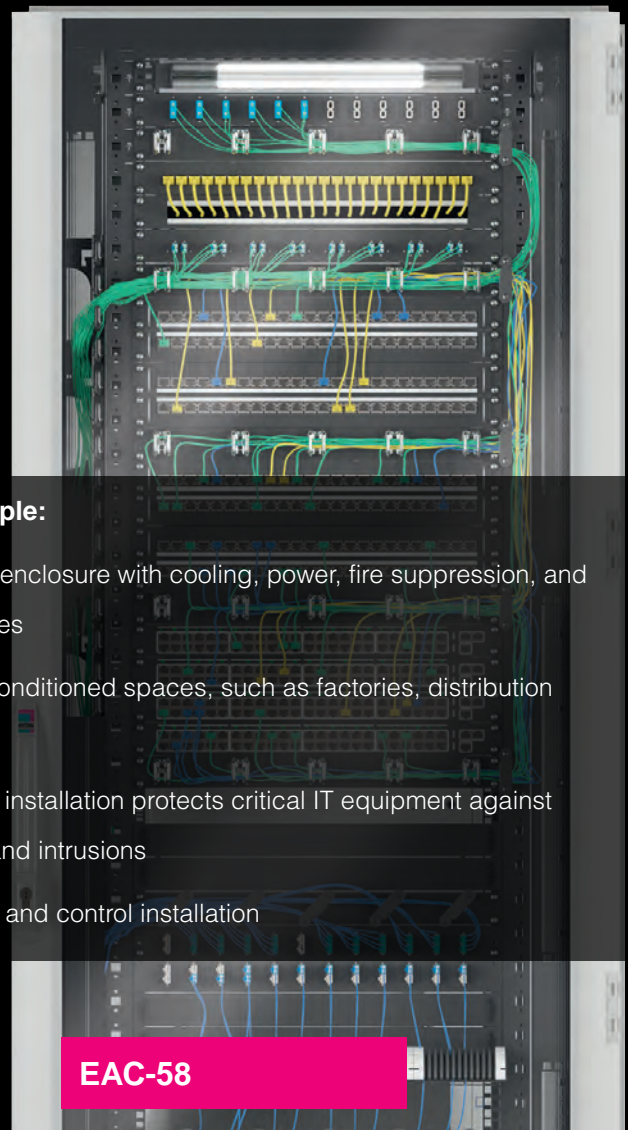 ple:
enclosure with cooling, power, fire suppression, and
es
onditioned spaces, such as factories, distribution
installation protects critical IT equipment against
and intrusions
and control installation
EAC-58